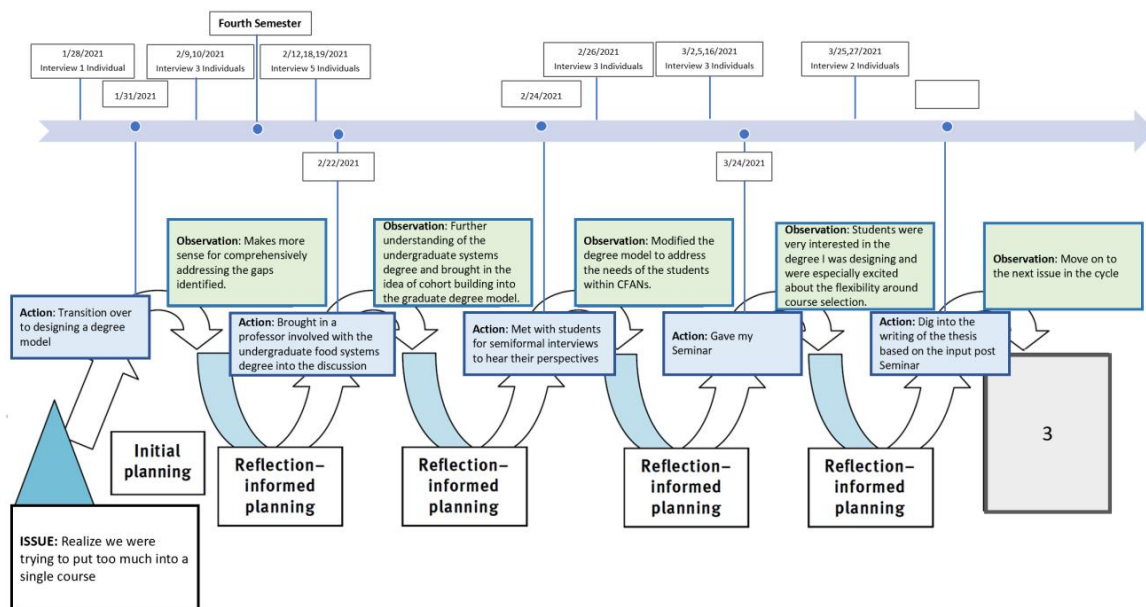 Fourth Semester
1/28/2021
Interview 1 Individual
2/9,10/2021
Interview 3 Individuals
2/12,18,19/2021
Interview 5 Individuals
2/26/2021
Interview 3 Individuals
3/2,5,16/2021
Interview 3 Individuals
3/25,27/2021
Interview 2 Individuals
1/31/2021
2/24/2021
2/22/2021
3/24/2021
Observation: Makes more
sense for comprehensively
addressing the gaps
identified.
Observation: Further
understanding of the
undergraduate systems
degree and brought in the
idea of cohort building into
the graduate degree model.
Observation: Modified the
degree model to address
the needs of the students
within CFANs.
Observation: Students were
very interested in the
degree I was designing and
were especially excited
about the flexibility around
course selection.
Observation: Move on to
the next issue in the cycle
Action: Transition over
to designing a degree
model
Action: Brought in a
professor involved with the
undergraduate food systems
degree into the discussion
Action: Met with students
for semiformal interviews
to hear their perspectives
Action: Gave my
Seminar
Action: Dig into the
writing of the thesis
based on the input post
Seminar
Initial
planning
Reflection–
informed
planning
Reflection–
informed
planning
Reflection–
informed
planning
Reflection–
informed
planning
3
ISSUE: Realize we were
trying to put too much into a
single course